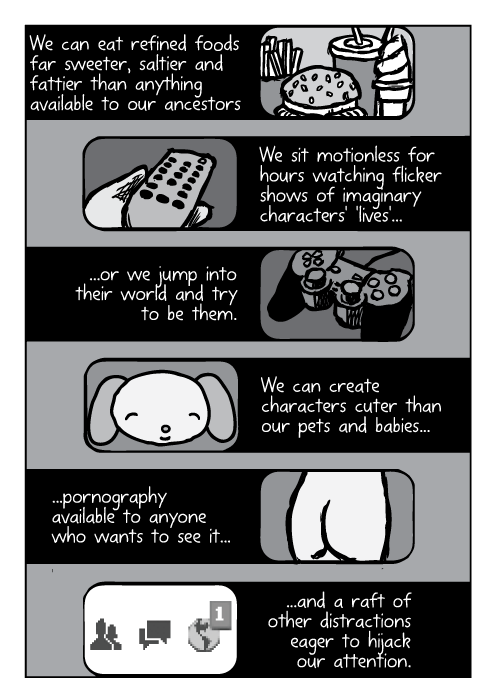 We can eat refined foods
far sweeter, saltier and
fattier than anything
available to our ancestors
We sit motionless for
hours watching flicker
shows of imaginary
characters' 'lives'...
...or we jump into
their world and try
to be them.
We can create
characters cuter than
our pets and babies...
...pornography
available to anyone
who wants to see it...
1
...and a raft of
other distractions
eager to hijack
our attention.